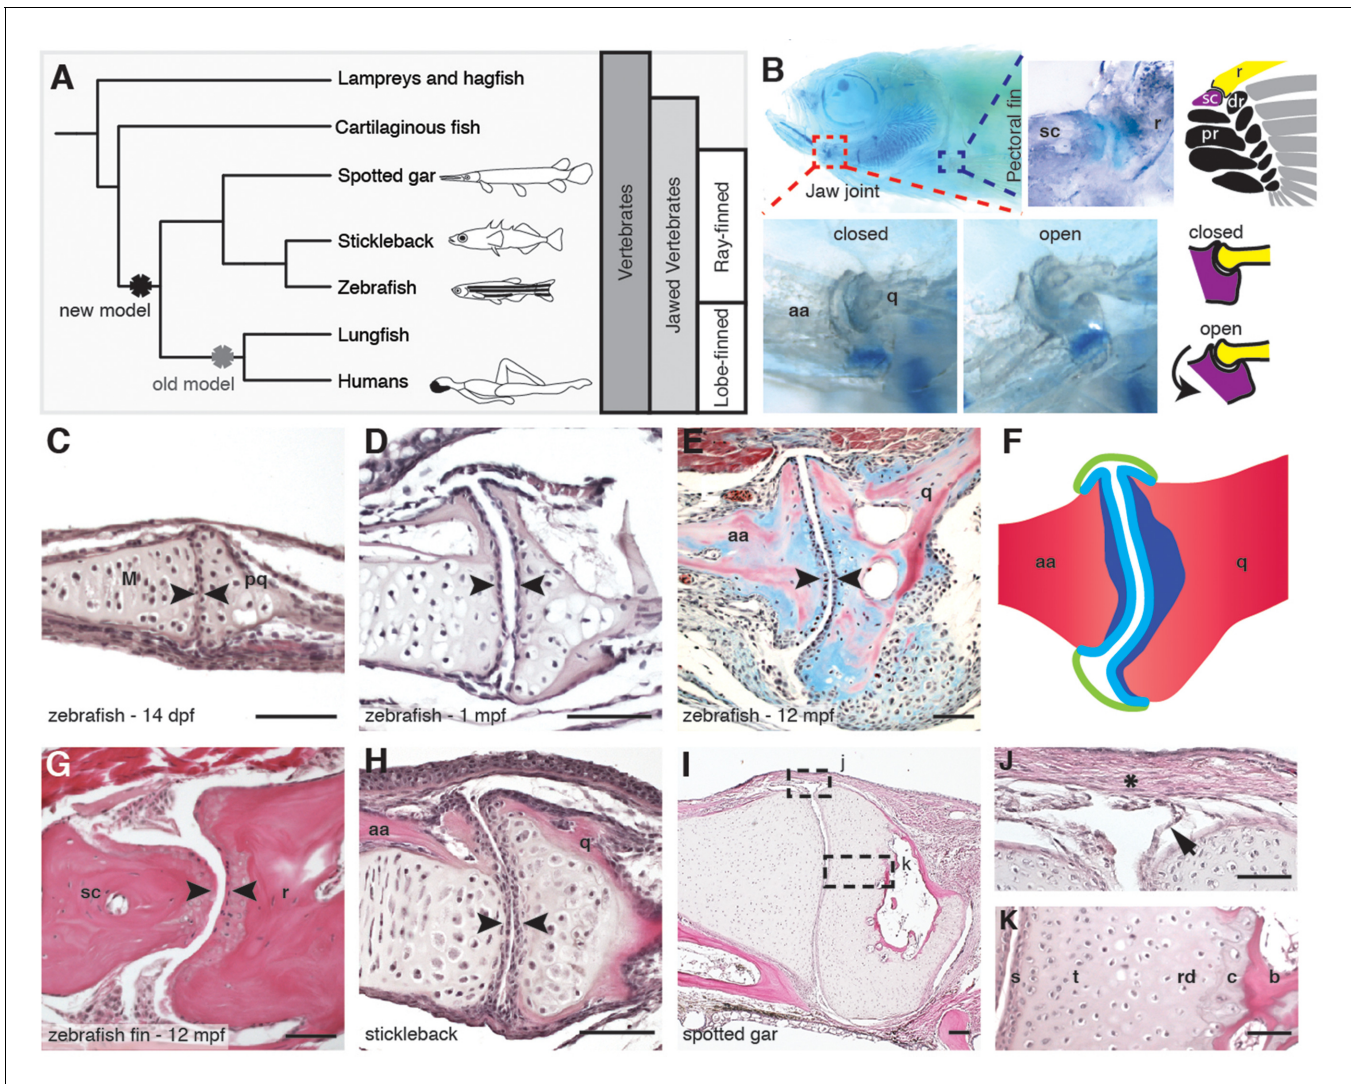 A
Lampreys and hagfish
Cartilaginous fish
Spotted gar
Stickleback
Zebrafish
Lungfish
Humans
new model
old model
Vertebrates
Jawed Vertebrates
Ray-finned
Lobe-finned
B
Jaw joint
Pectoral fin
sc
r
r
sc
dr
pr
closed
aa
q
open
closed
open
C
M
pq
zebrafish - 14 dpf
D
zebrafish - 1 mpf
E
aa
q
zebrafish - 12 mpf
F
aa
q
G
sc
r
zebrafish fin - 12 mpf
H
aa
q
stickleback
I
j
k
spotted gar
J
*
K
s
t
rd
c
b